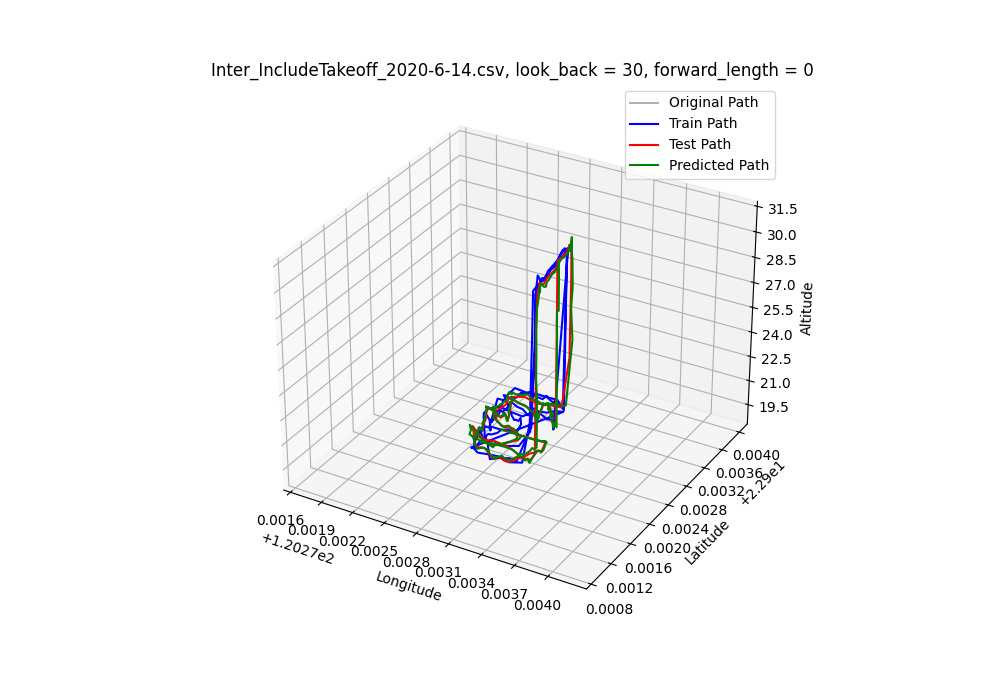 Inter_IncludeTakeoff_2020-6-14.csv, look_back = 30, forward_length = 0
Original Path
Train Path
Test Path
Predicted Path
31.5
30.0
28.5
27.0
25.5
24.0
22.5
21.0
19.5
Altitude
0.0040
0.0036
0.0032
0.0028
0.0024
0.0020
0.0016
0.0012
0.0008
+2.29e1
Latitude
0.0016
0.0019
0.0022
0.0025
0.0028
0.0031
0.0034
0.0037
0.0040
+1.2027e2
Longitude